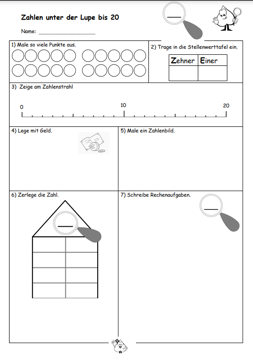 Zahlen unter der Lupe bis 20
Name:
1) Male so viele Punkte aus.
2) Trage in die Stellenwerttafel ein.
Zehner Einer
3) Zeige am Zahlenstrahl
0 10 20
4) Lege mit Geld.
5) Male ein Zahlenbild.
6) Zerlege die Zahl.
7) Schreibe Rechenaufgaben.